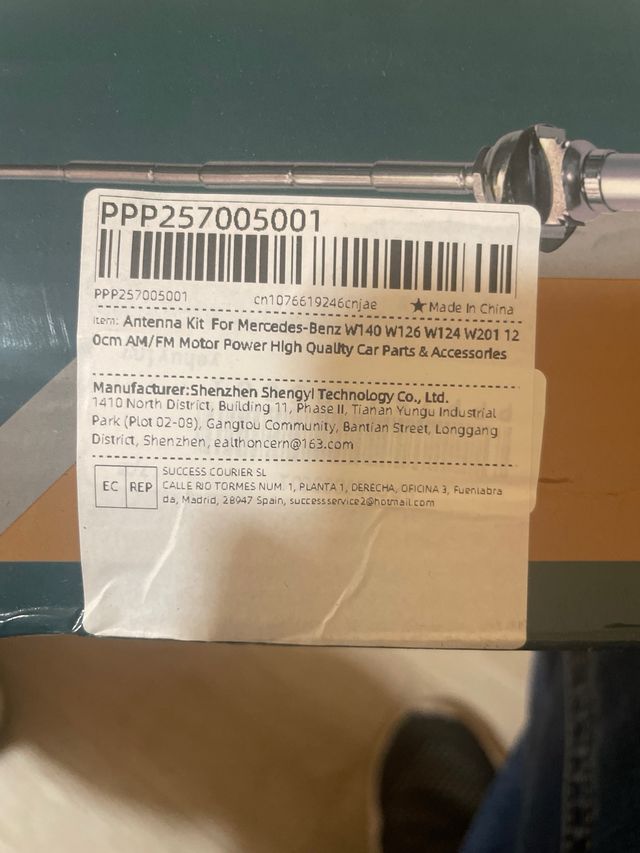 PPP257005001
PPP257005001 cn1076619246cnjae ★Made In China
Item: Antenna Kit For Mercedes-Benz W140 W126 W124 W201 12
0cm AM/FM Motor Power High Quality Car Parts & Accessories
Manufacturer:Shenzhen Shengyi Technology Co., Ltd.
1410 North District, Building 11, Phase II, Tianan Yungu Industrial
Park (Plot 02-08), Gangtou Community, Bantian Street, Longgang
District, Shenzhen, ealthoncern@163.com
EC REP
SUCCESS COURIER SL
CALLE RIO TORMES NUM. 1, PLANTA 1, DERECHA, OFICINA 3, Fuenlabra
da, Madrid, 28947 Spain, successservice2@hotmail.com